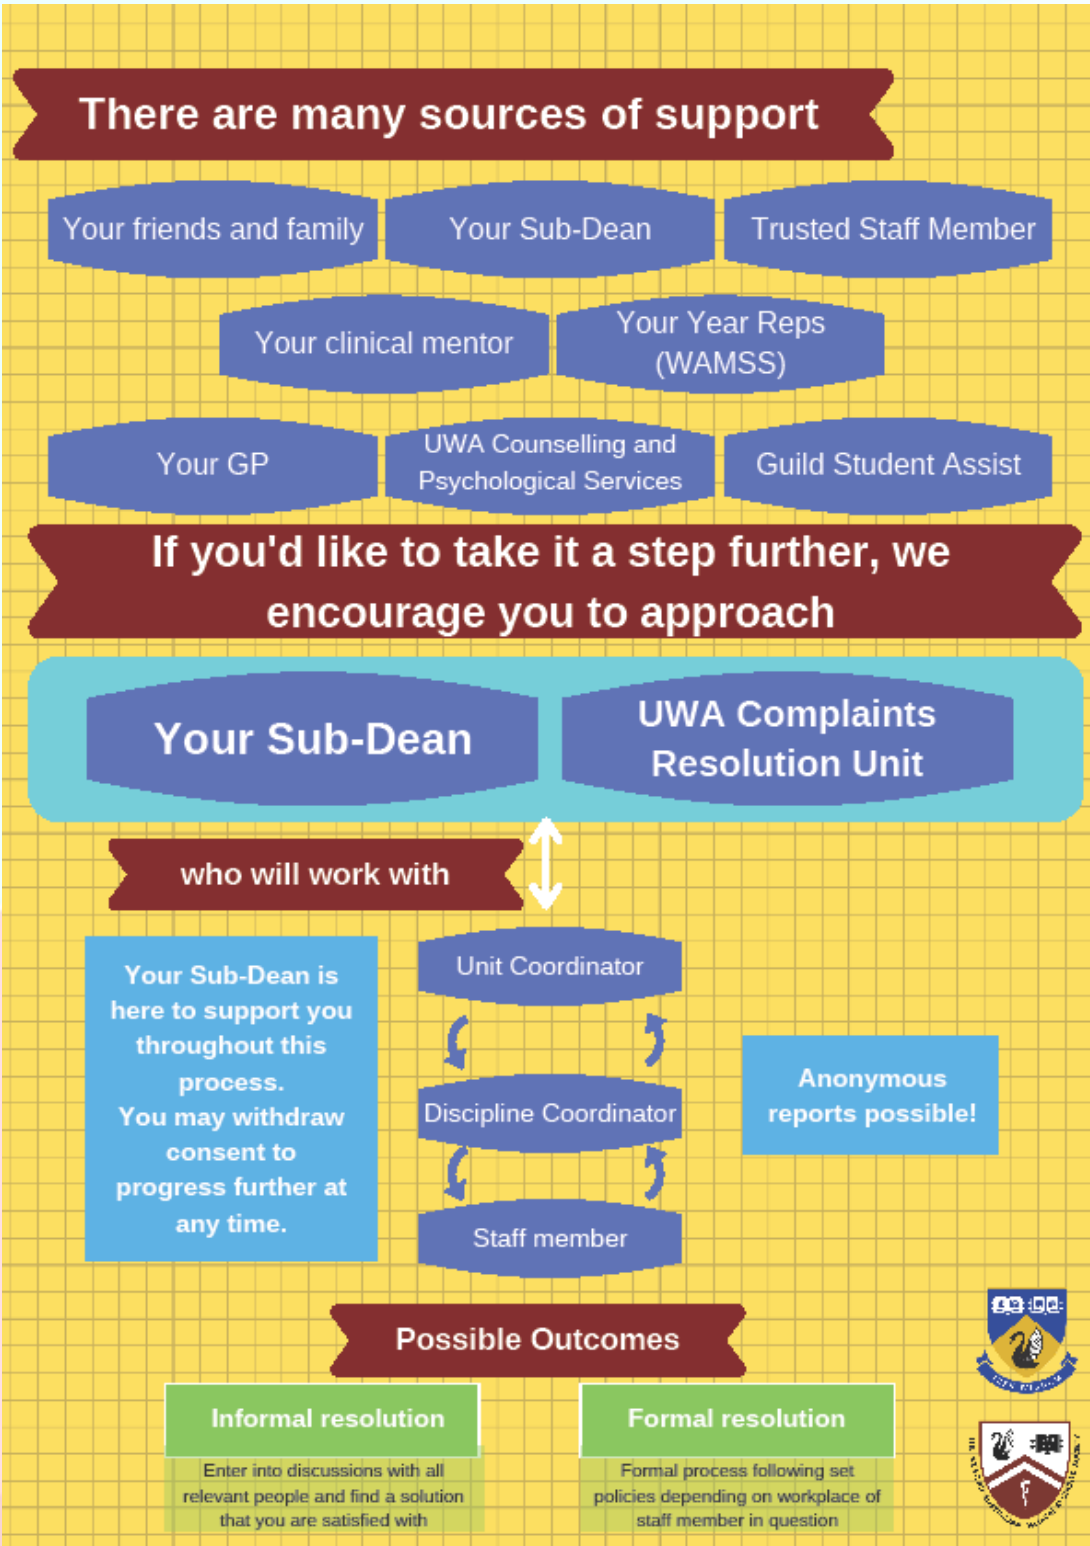 There are many sources of support
Your friends and family
Your Sub-Dean
Trusted Staff Member
Your clinical mentor
Your Year Reps
(WAMSS)
Your GP
UWA Counselling and
Psychological Services
Guild Student Assist
If you'd like to take it a step further, we
encourage you to approach
Your Sub-Dean
UWA Complaints
Resolution Unit
who will work with
Your Sub-Dean is
here to support you
throughout this
process.
You may withdraw
consent to
progress further at
any time.
Unit Coordinator
Discipline Coordinator
Staff member
Anonymous
reports possible!
Possible Outcomes
Informal resolution
Enter into discussions with all
relevant people and find a solution
that you are satisfied with
Formal resolution
Formal process following set
policies depending on workplace of
staff member in question